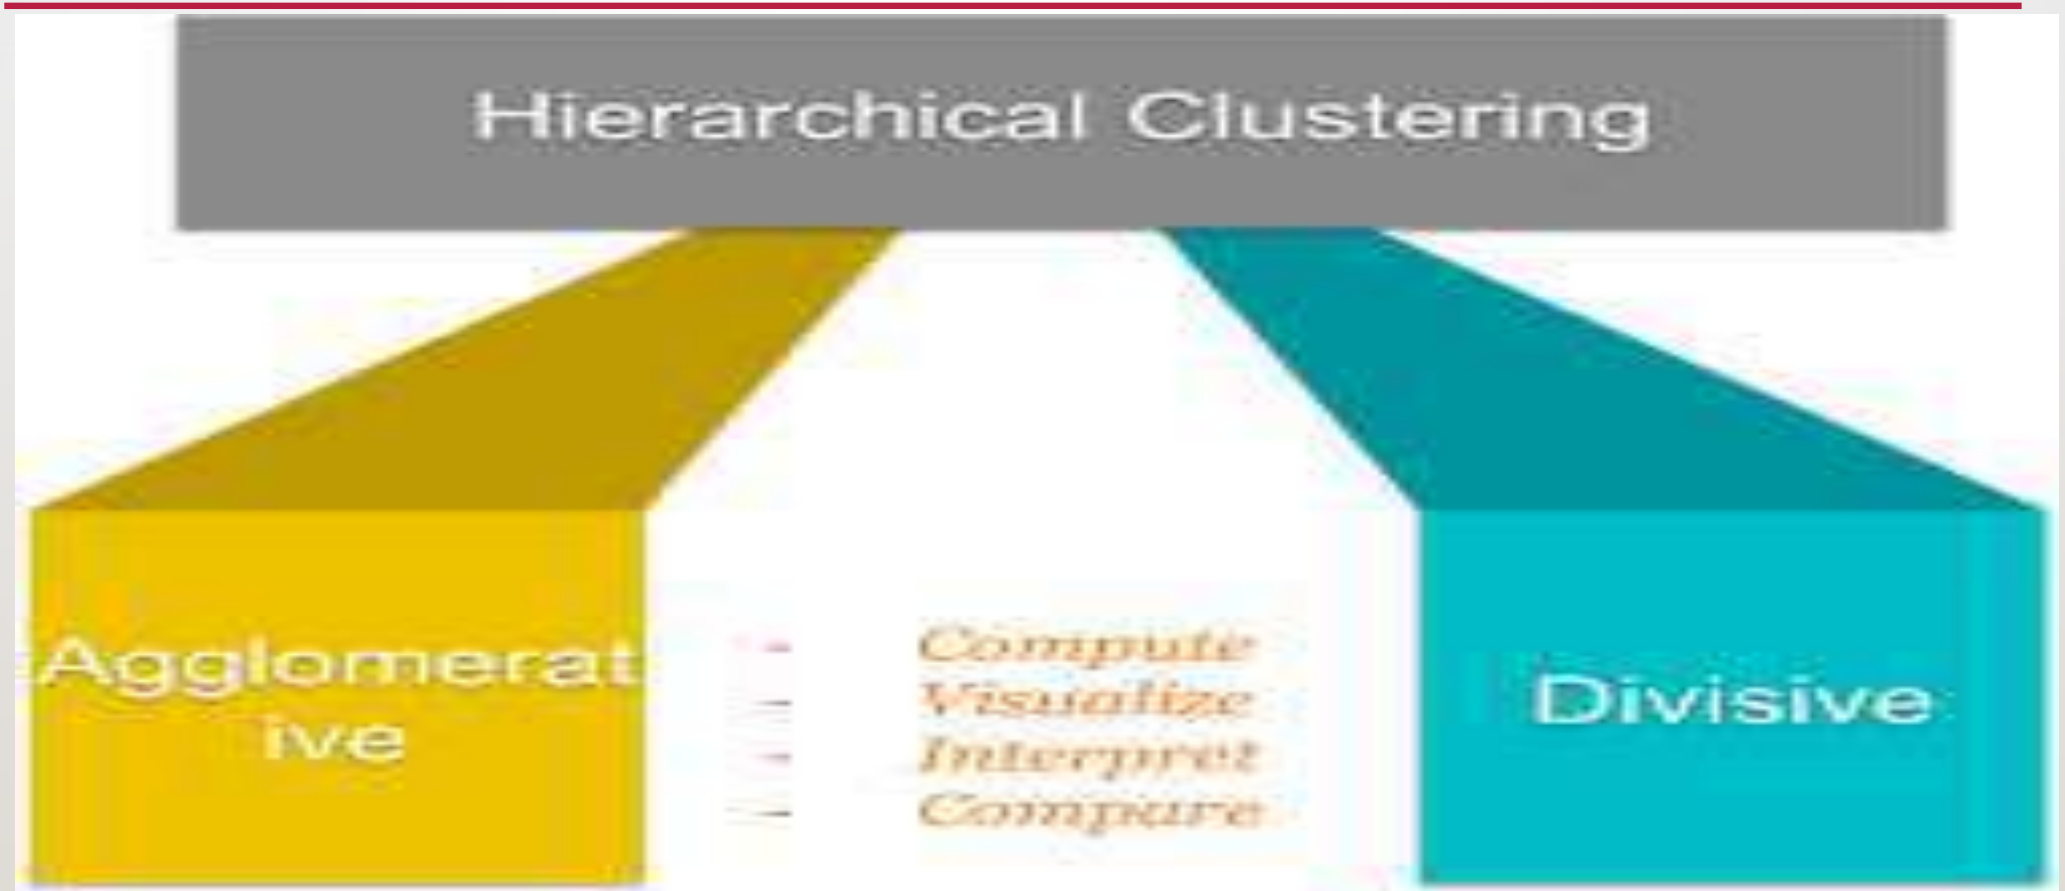 Hierarchical Clustering
Agglomerat
ive
- Compute
- Visualize
- Interpret
- Compare
Divisive